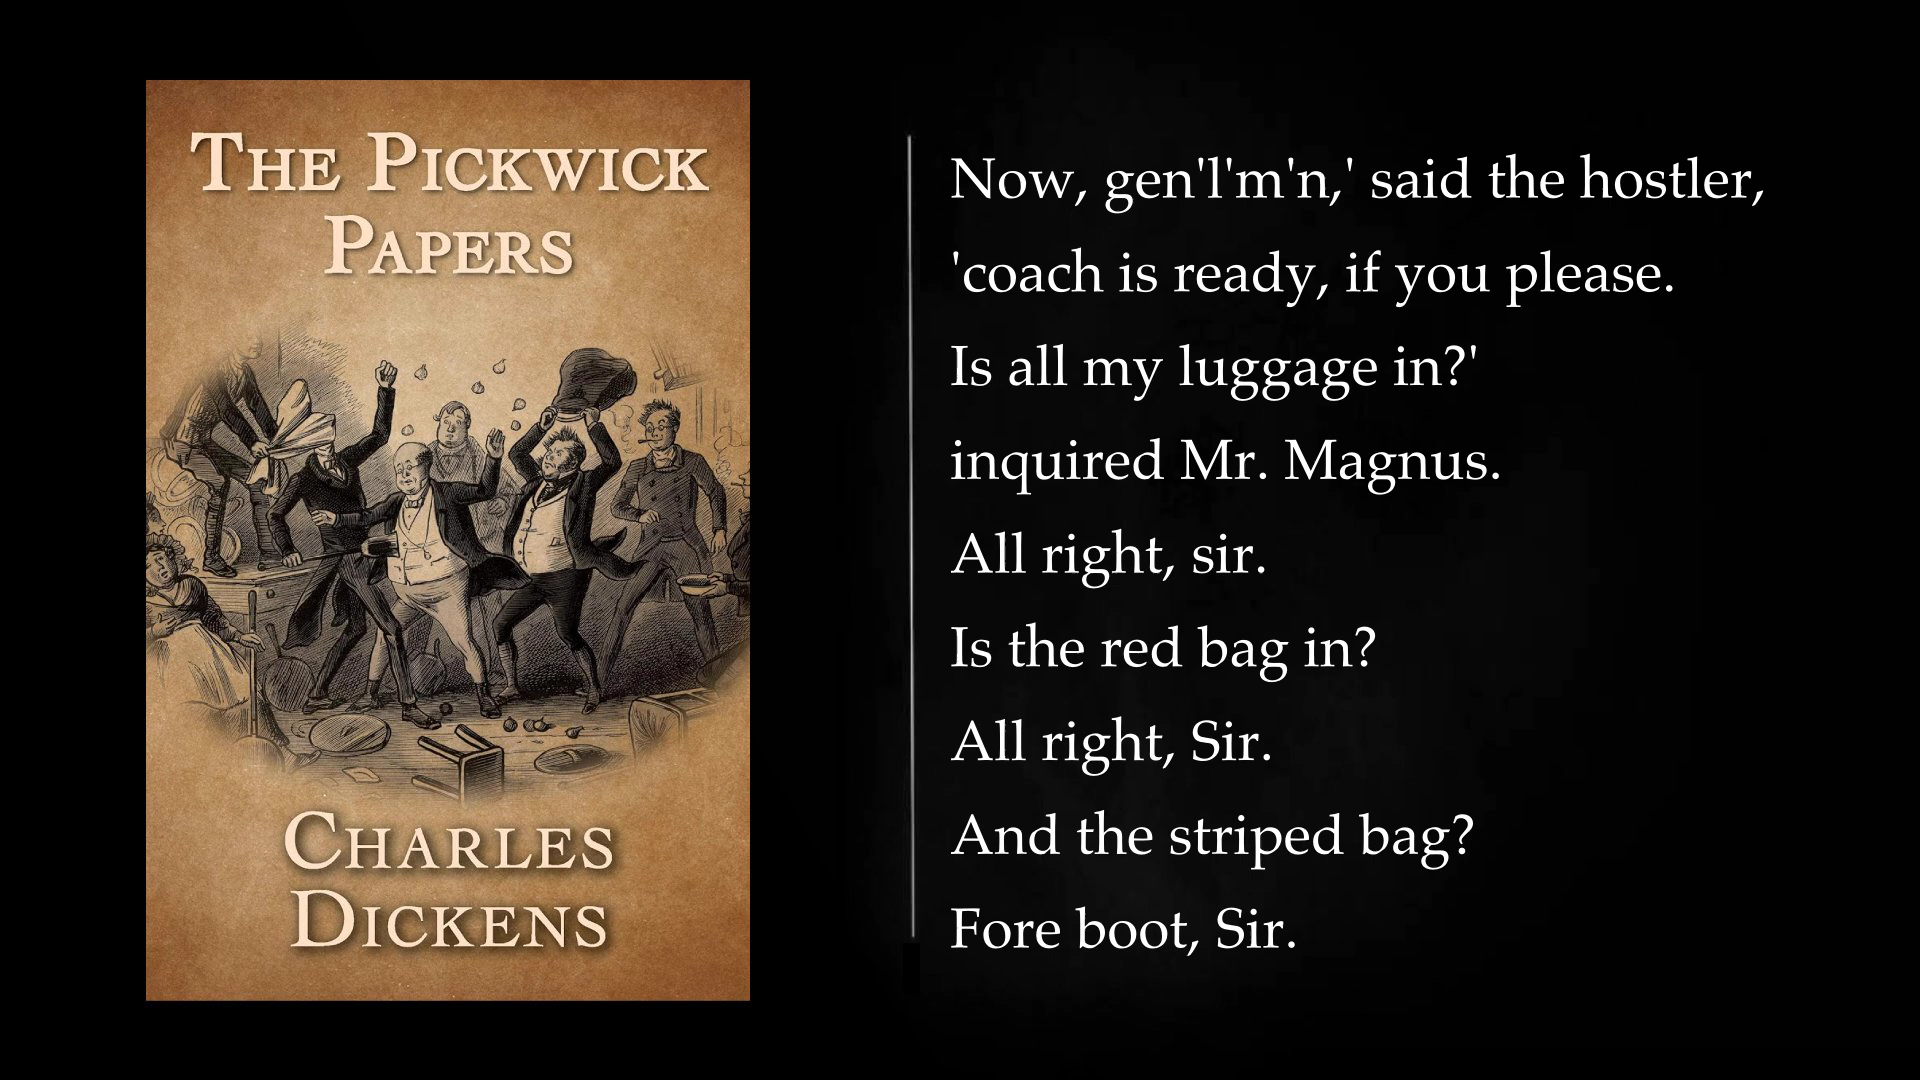 The Pickwick
Papers
Charles
Dickens
Now, gen'l'm'n,' said the hostler,
'coach is ready, if you please.
Is all my luggage in?'
inquired Mr. Magnus.
All right, sir.
Is the red bag in?
All right, Sir.
And the striped bag?
Fore boot, Sir.